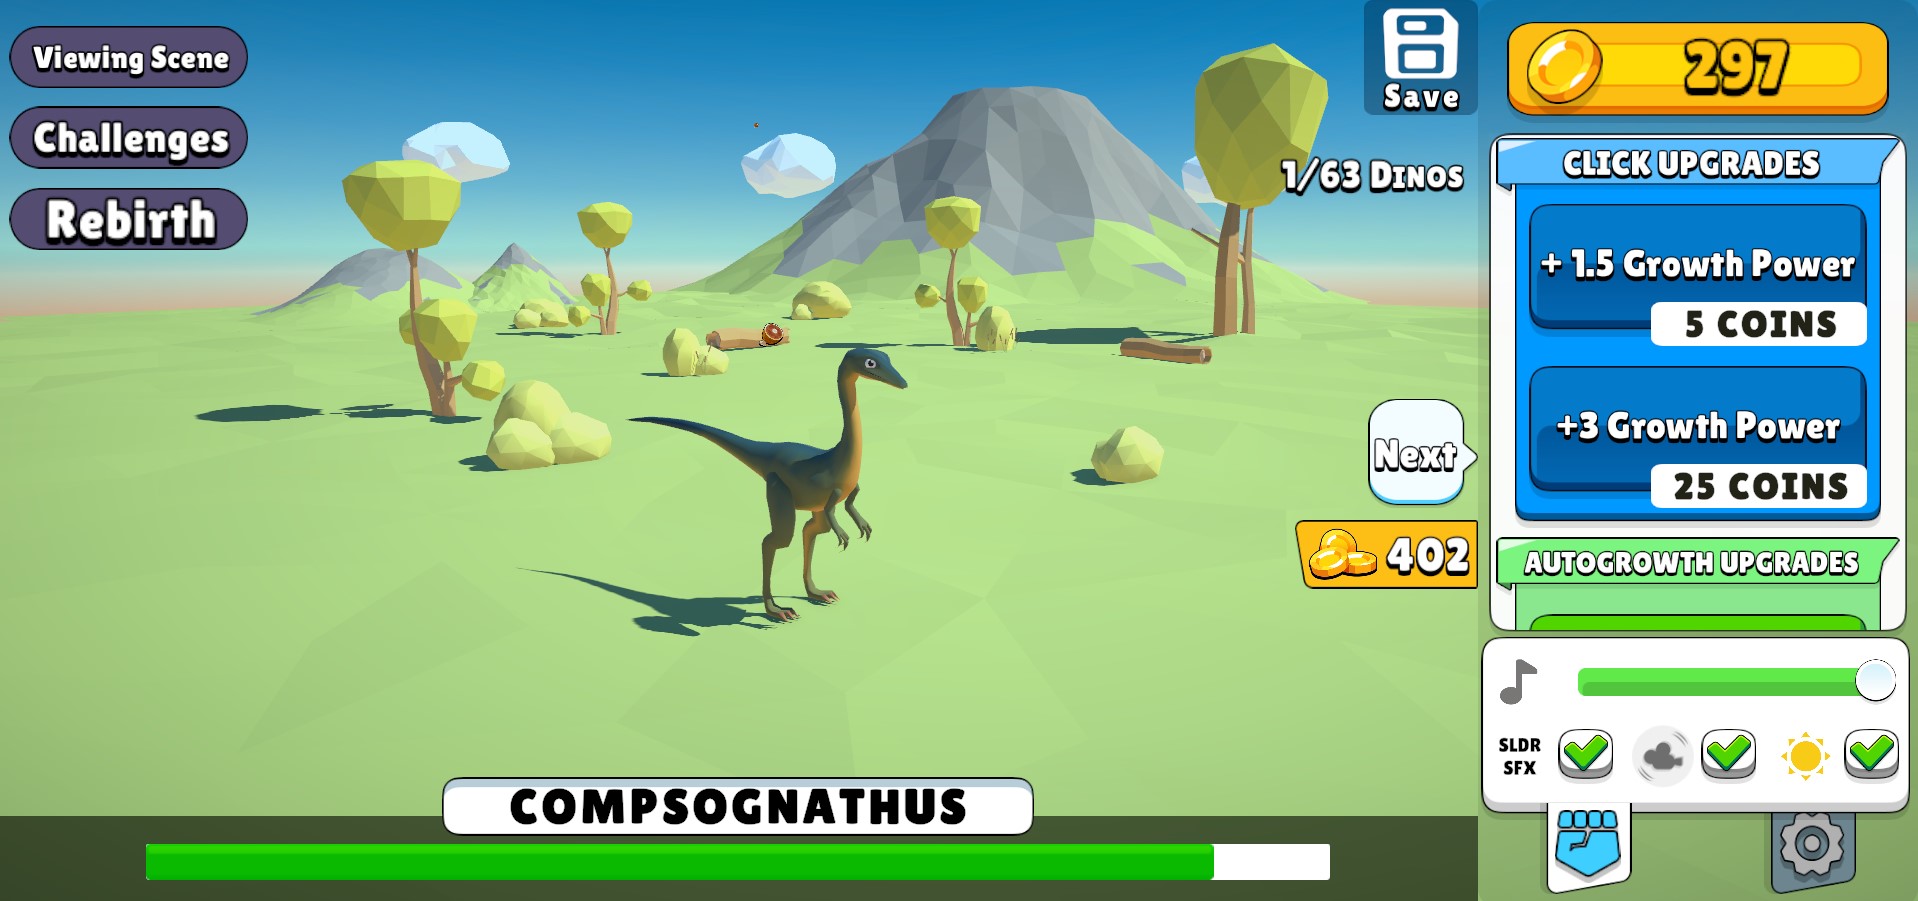 Viewing Scene
Challenges
Rebirth
Save
1/63 Dinos
Next
402
COMPSOGNATHUS
297
CLICK UPGRADES
+ 1.5 Growth Power
5 COINS
+3 Growth Power
25 COINS
AUTOGROWTH UPGRADES
SLDR
SFX